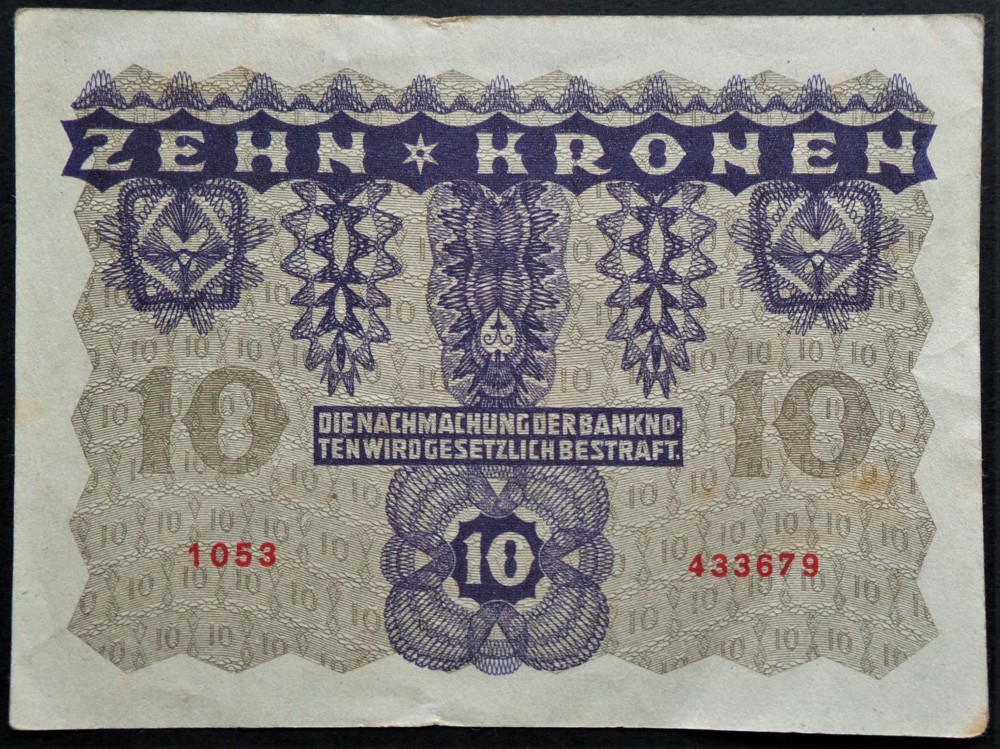 ZEHN ✶ KRONEN
10 10
DIE NACHMACHUNG DER BANKNO-
TEN WIRD GESETZLICH BESTRAFT.
1053 10 433679